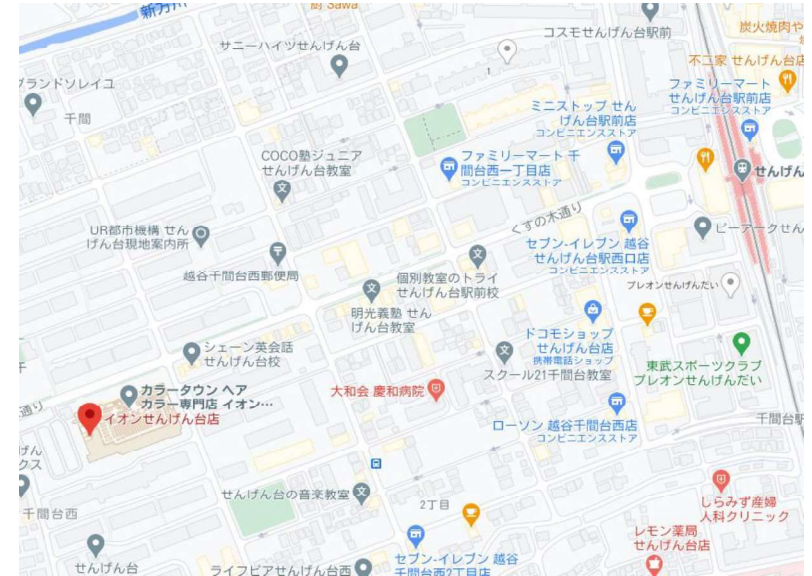 新方川
厨 Sawa
サニーハイツせんげん台
コスモせんげん台駅前
炭火焼肉や
不二家 せんげん台店
グランドソレイユ
千間
1
ミニストップ せん
げん台駅前店
コンビニエンスストア
ファミリーマート
せんげん台駅前店
コンビニエンスストア
COCO塾ジュニア
せんげん台教室
ファミリーマート 千
間台西一丁目店
コンビニエンスストア
せんげん
くすの木通り
UR都市機構 せん
げん台現地案内所
越谷千間台西郵便局
個別教室のトライ
せんげん台駅前校
セブン-イレブン 越谷
せんげん台駅西口店
コンビニエンスストア
ピーアークせん
プレオンせんげんだい
明光義塾 せん
げん台教室
シェーン英会話
せんげん台校
ドコモショップ
せんげん台店
携帯電話ショップ
スクール21千間台教室
東武スポーツクラブ
プレオンせんげんだい
カラータウン ヘア
カラー専門店 イオン…
イオンせんげん台店
通り
大和会 慶和病院
ローソン 越谷千間台西店
コンビニエンスストア
千間台駅
げん
クス
千間台西
せんげん台の音楽教室
2丁目
しらみず産婦
人科クリニック
レモン薬局
せんげん台店
せんげん台
ライフピアせんげん台西
セブン-イレブン 越谷
千間台西2丁目店